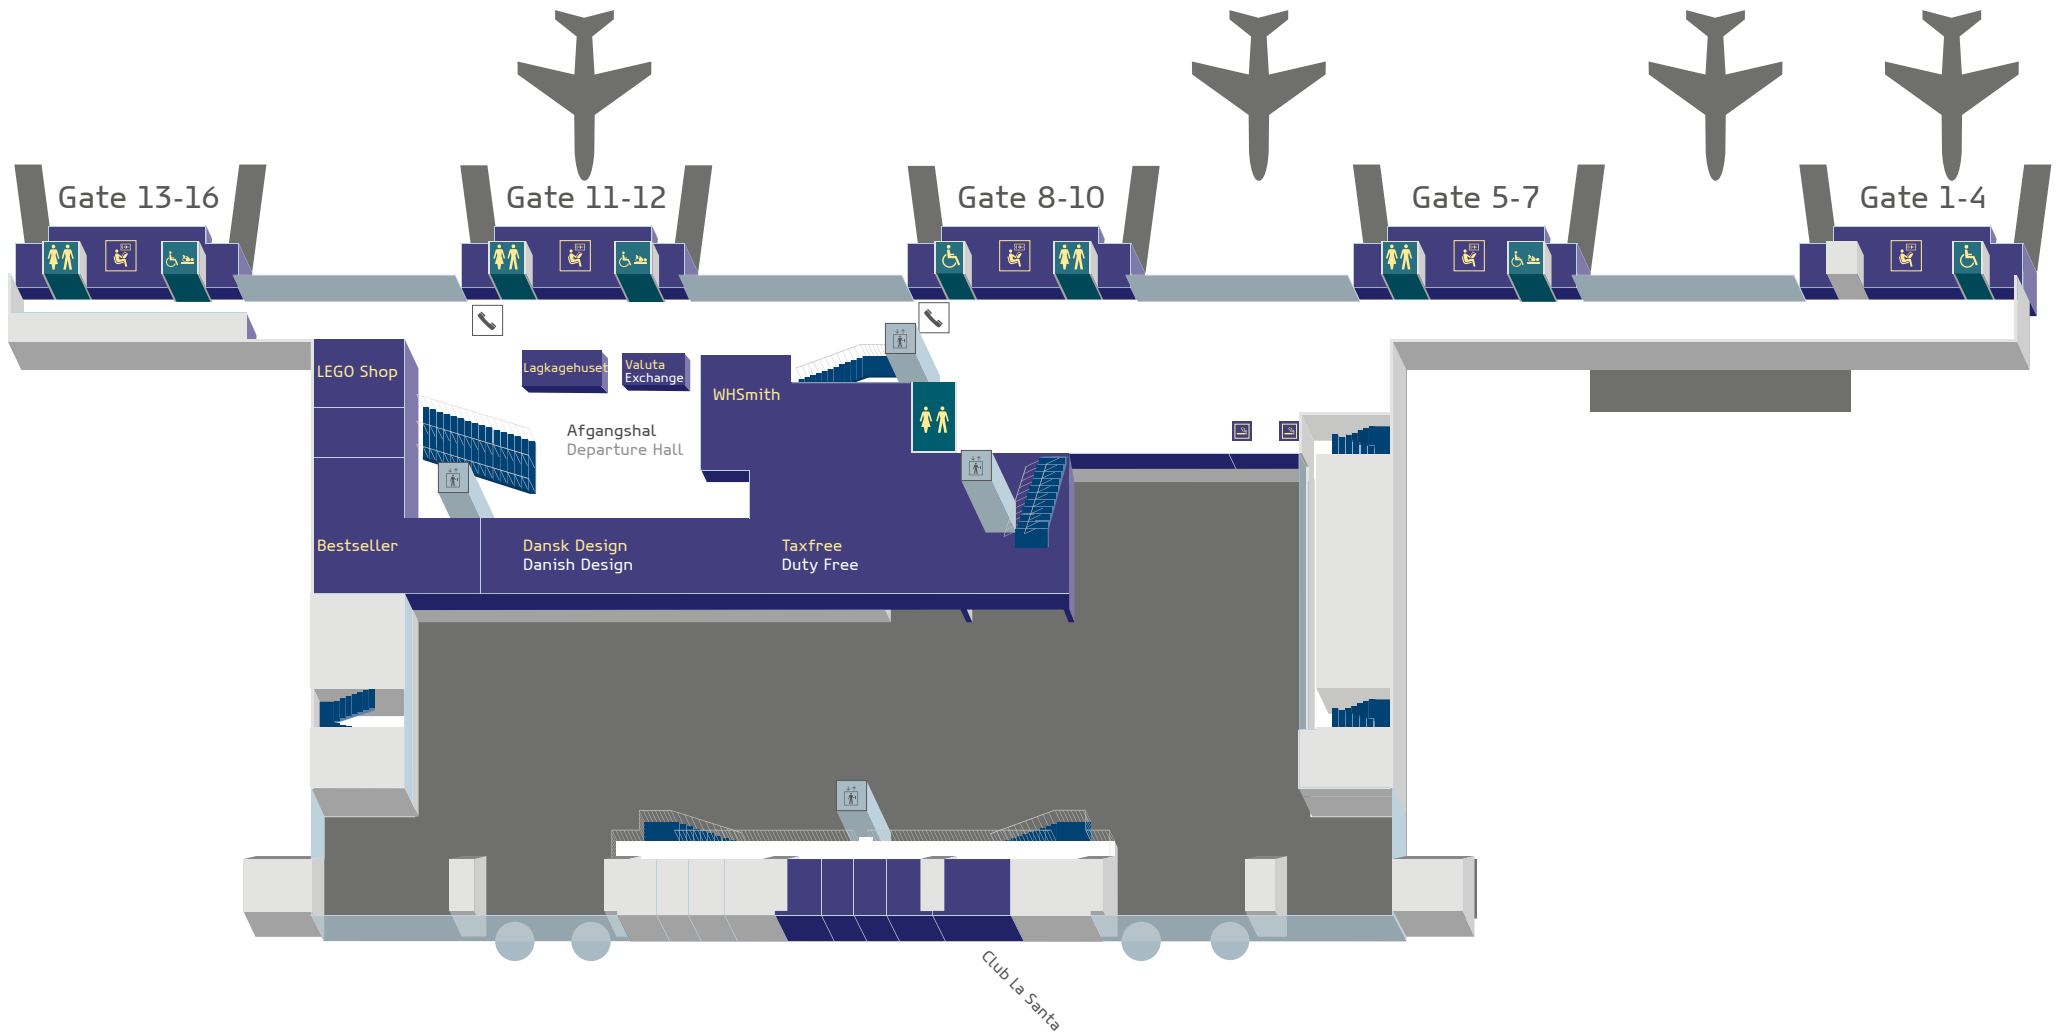 Gate 13-16
Gate 11-12
Gate 8-10
Gate 5-7
Gate 1-4
LEGO Shop
Lagkagehuset
Valuta
Exchange
WHSmith
Afgangshal
Departure Hall
Bestseller
Dansk Design
Danish Design
Taxfree
Duty Free
Club La Santa